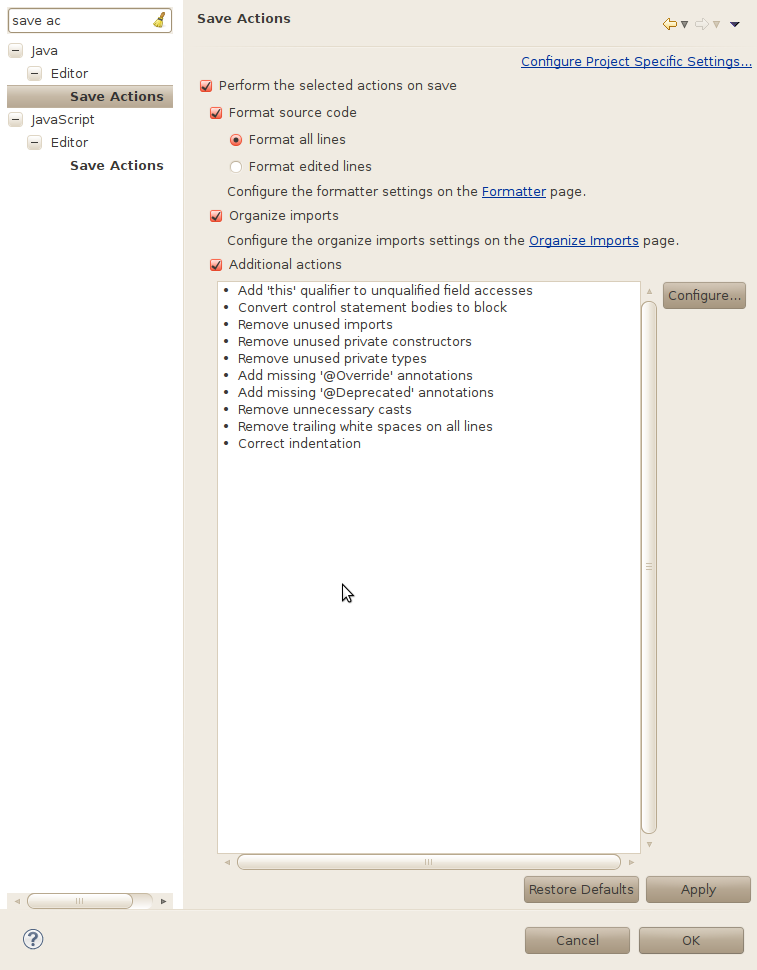 save ac
Java
Editor
Save Actions
JavaScript
Editor
Save Actions
Save Actions
Configure Project Specific Settings...
Perform the selected actions on save
Format source code
Format all lines
Format edited lines
Configure the formatter settings on the Formatter page.
Organize imports
Configure the organize imports settings on the Organize Imports page.
Additional actions
• Add 'this' qualifier to unqualified field accesses
• Convert control statement bodies to block
• Remove unused imports
• Remove unused private constructors
• Remove unused private types
• Add missing '@Override' annotations
• Add missing '@Deprecated' annotations
• Remove unnecessary casts
• Remove trailing white spaces on all lines
• Correct indentation
Configure...
Restore Defaults
Apply
?
Cancel
OK